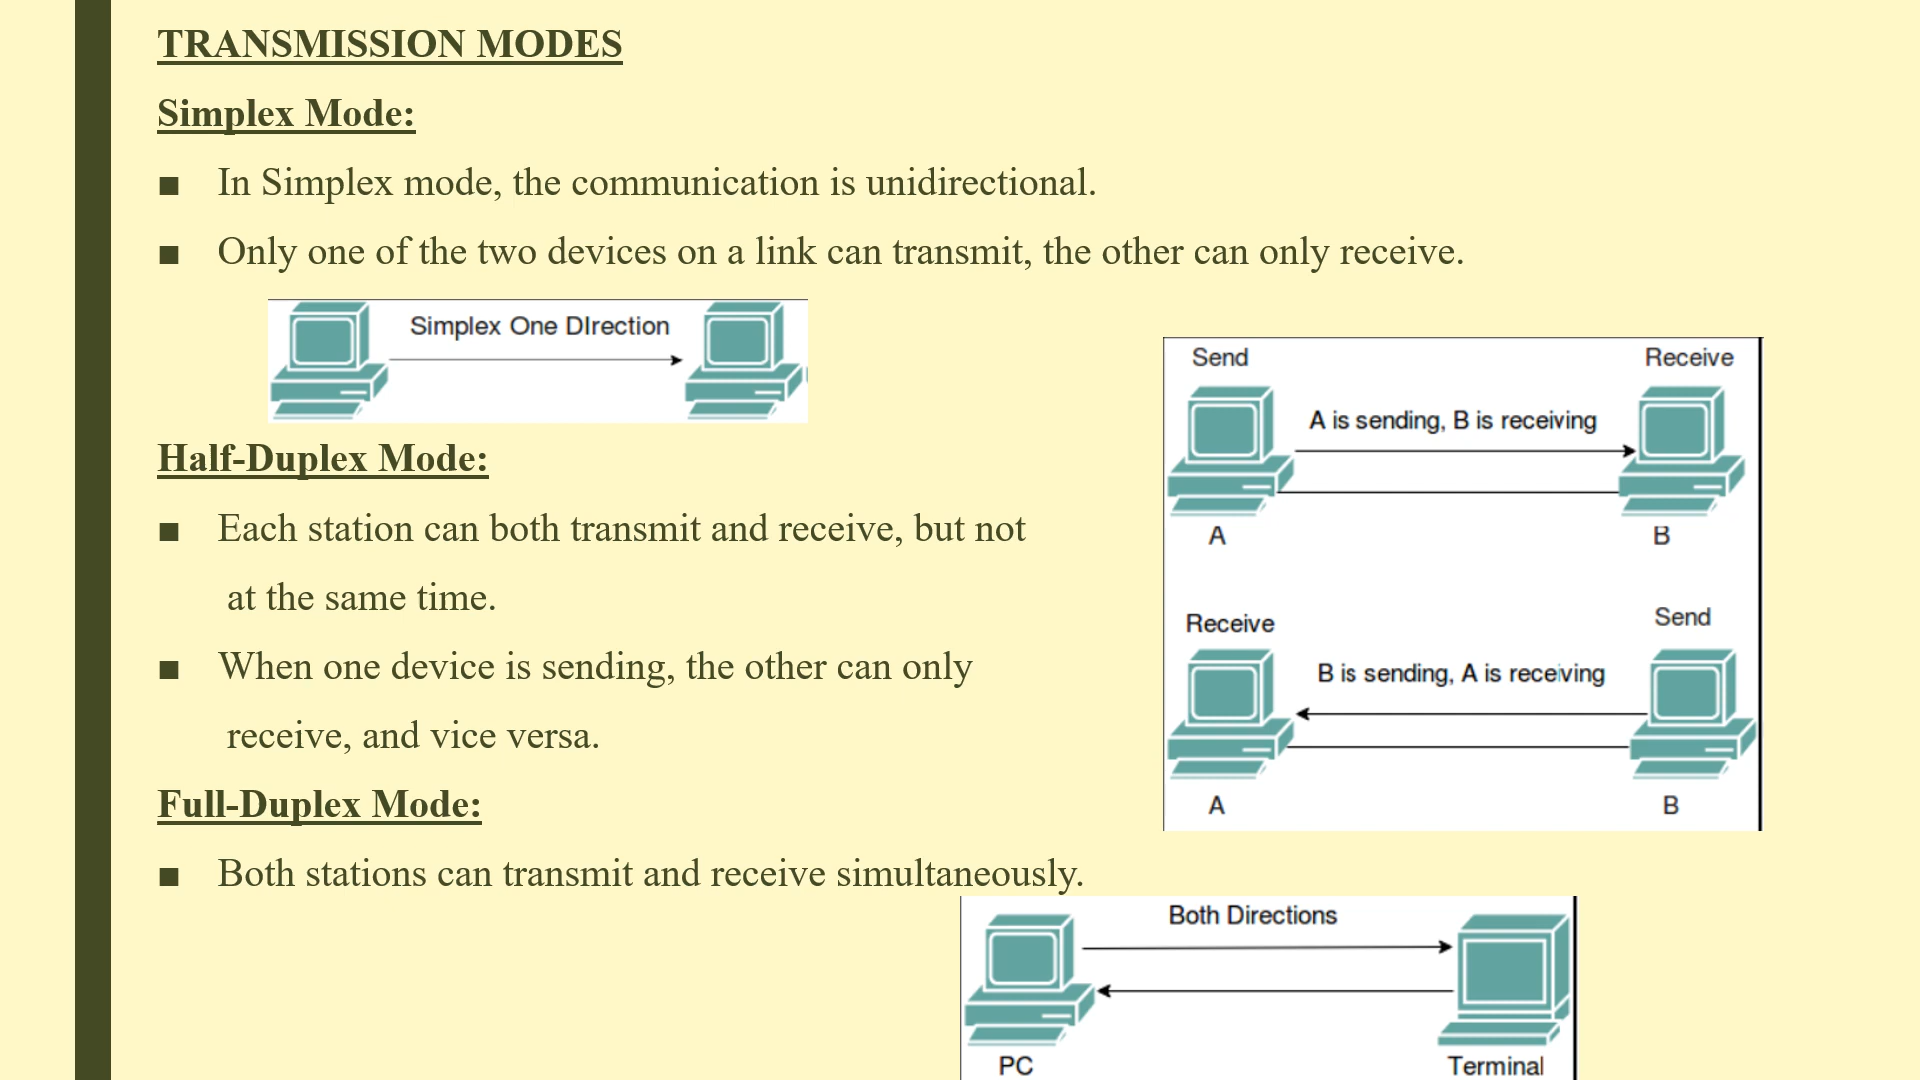 TRANSMISSION MODES
Simplex Mode:
■ In Simplex mode, the communication is unidirectional.
■ Only one of the two devices on a link can transmit, the other can only receive.
Simplex One DIrection
Half-Duplex Mode:
■ Each station can both transmit and receive, but not
at the same time.
■ When one device is sending, the other can only
receive, and vice versa.
Send Receive
A is sending, B is receiving
A B
Receive Send
B is sending, A is receiving
A B
Full-Duplex Mode:
■ Both stations can transmit and receive simultaneously.
Both Directions
PC Terminal